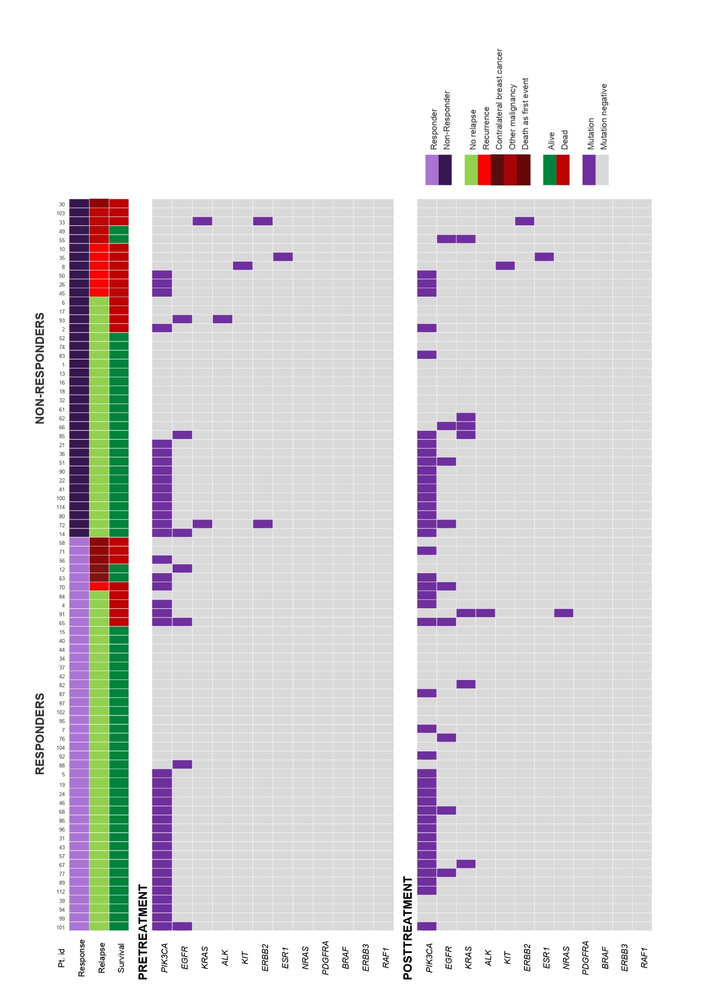 RESPONDERS
NON-RESPONDERS
Pt. id
101
99
94
39
112
89
77
67
57
43
31
96
86
68
46
24
19
5
88
92
104
76
7
95
102
97
87
82
42
37
34
44
40
15
65
91
4
84
70
63
12
56
71
58
14
72
80
114
100
41
22
90
51
36
21
85
66
62
61
32
18
16
13
1
83
74
52
2
93
17
6
45
26
50
8
35
10
55
49
33
103
30
Response
Relapse
Survival
PRETREATMENT
PIK3CA
EGFR
KRAS
ALK
KIT
ERBB2
ESR1
NRAS
PDGFRA
BRAF
ERBB3
RAF1
POSTTREATMENT
PIK3CA
EGFR
KRAS
ALK
KIT
ERBB2
ESR1
NRAS
PDGFRA
BRAF
ERBB3
RAF1
Responder
Non-Responder
No relapse
Recurrence
Contralateral breast cancer
Other malignancy
Death as first event
Alive
Dead
Mutation
Mutation negative